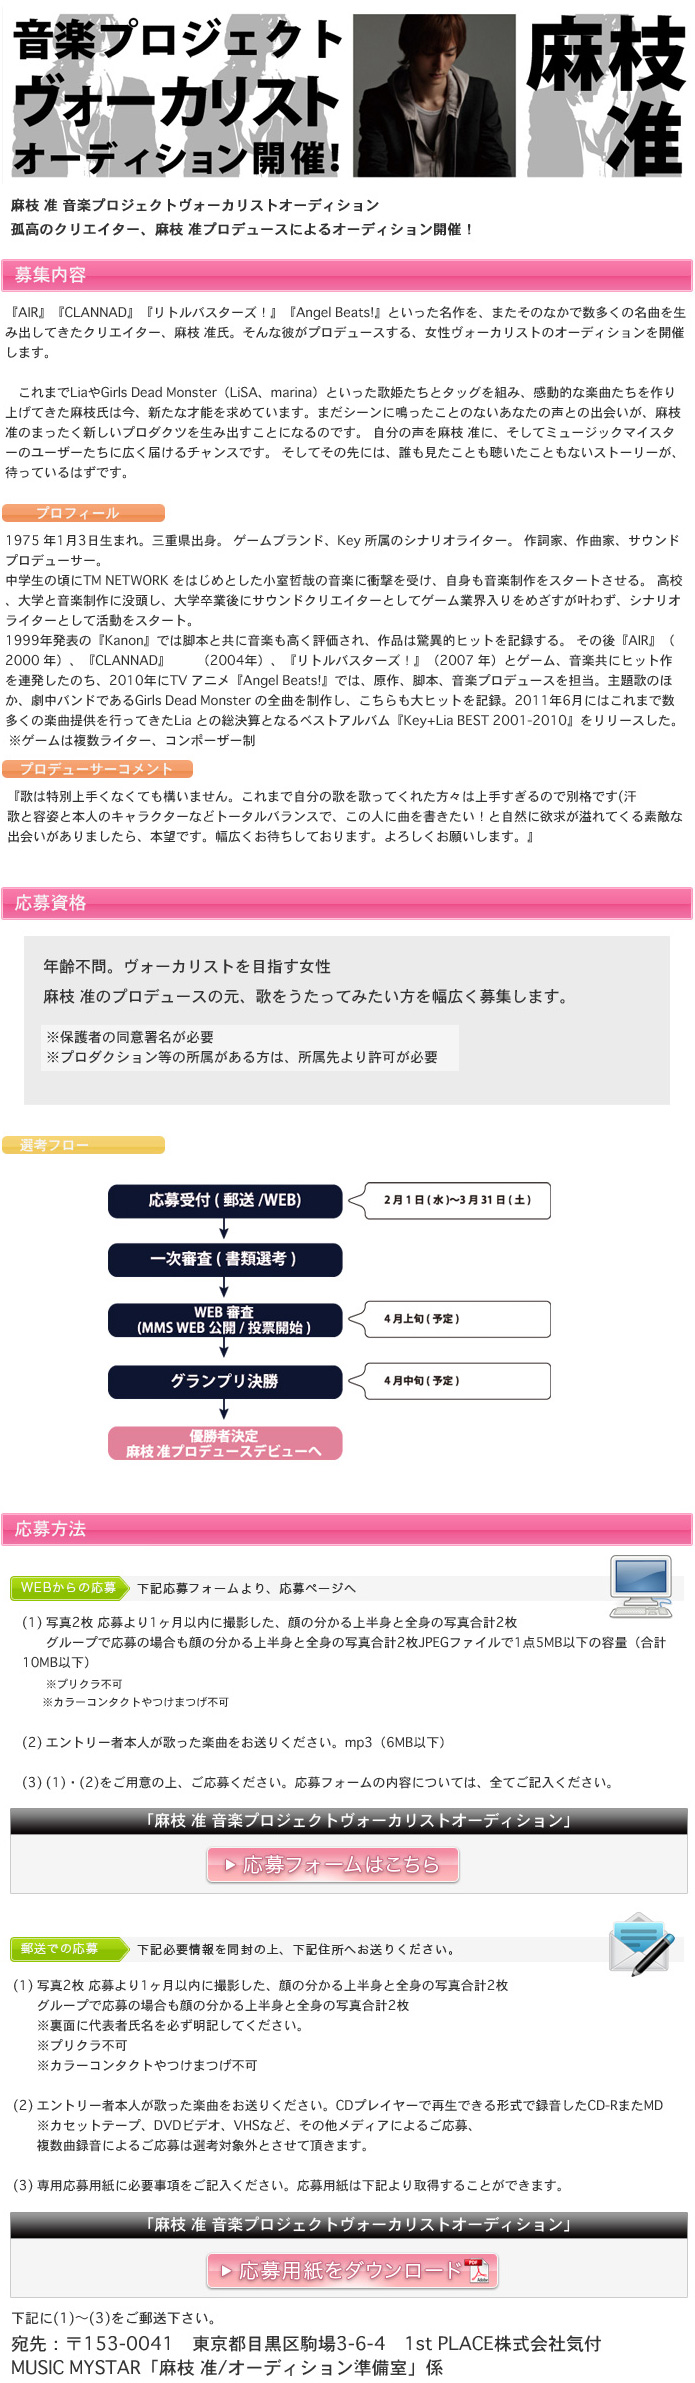 音楽プロジェクト
ヴォーカリスト
オーディション開催!
麻枝
准
麻枝 准 音楽プロジェクトヴォーカリストオーディション
孤高のクリエイター、麻枝 准プロデュースによるオーディション開催！
募集内容
『AIR』『CLANNAD』『リトルバスターズ！』『Angel Beats!』といった名作を、またそのなかで数多くの名曲を生
み出してきたクリエイター、麻枝 准氏。そんな彼がプロデュースする、女性ヴォーカリストのオーディションを開催
します。
これまでLiaやGirls Dead Monster（LiSA、marina）といった歌姫たちとタッグを組み、感動的な楽曲たちを作り
上げてきた麻枝氏は今、新たな才能を求めています。まだシーンに鳴ったことのないあなたの声との出会いが、麻枝
准のまったく新しいプロダクツを生み出すことになるのです。 自分の声を麻枝 准に、そしてミュージックマイスタ
ーのユーザーたちに広く届けるチャンスです。 そしてその先には、誰も見たことも聴いたこともないストーリーが、
待っているはずです。
プロフィール
1975 年1月3日生まれ。三重県出身。 ゲームブランド、Key 所属のシナリオライター。 作詞家、作曲家、サウンド
プロデューサー。
中学生の頃にTM NETWORK をはじめとした小室哲哉の音楽に衝撃を受け、自身も音楽制作をスタートさせる。 高校
、大学と音楽制作に没頭し、大学卒業後にサウンドクリエイターとしてゲーム業界入りをめざすが叶わず、シナリオ
ライターとして活動をスタート。
1999年発表の『Kanon』では脚本と共に音楽も高く評価され、作品は驚異的ヒットを記録する。 その後『AIR』（
2000 年）、『CLANNAD』　　（2004年）、『リトルバスターズ！』（2007 年）とゲーム、音楽共にヒット作
を連発したのち、2010年にTV アニメ『Angel Beats!』では、原作、脚本、音楽プロデュースを担当。主題歌のほ
か、劇中バンドであるGirls Dead Monster の全曲を制作し、こちらも大ヒットを記録。2011年6月にはこれまで数
多くの楽曲提供を行ってきたLia との総決算となるベストアルバム『Key+Lia BEST 2001-2010』をリリースした。
※ゲームは複数ライター、コンポーザー制
プロデューサーコメント
『歌は特別上手くなくても構いません。これまで自分の歌を歌ってくれた方々は上手すぎるので別格です(汗
歌と容姿と本人のキャラクターなどトータルバランスで、この人に曲を書きたい！と自然に欲求が溢れてくる素敵な
出会いがありましたら、本望です。幅広くお待ちしております。よろしくお願いします。』
応募資格
年齢不問。ヴォーカリストを目指す女性
麻枝 准のプロデュースの元、歌をうたってみたい方を幅広く募集します。
※保護者の同意署名が必要
※プロダクション等の所属がある方は、所属先より許可が必要
選考フロー
応募受付 ( 郵送 /WEB)
2月1日(水)〜3月31日(土)
一次審査 ( 書類選考 )
WEB 審査
(MMS WEB 公開 / 投票開始 )
4月上旬(予定)
グランプリ決勝
4月中旬(予定)
優勝者決定
麻枝 准プロデュースデビューへ
応募方法
WEBからの応募
下記応募フォームより、応募ページへ
(1) 写真2枚 応募より1ヶ月以内に撮影した、顔の分かる上半身と全身の写真合計2枚
グループで応募の場合も顔の分かる上半身と全身の写真合計2枚JPEGファイルで1点5MB以下の容量（合計
10MB以下）
※プリクラ不可
※カラーコンタクトやつけまつげ不可
(2) エントリー者本人が歌った楽曲をお送りください。mp3（6MB以下）
(3) (1)・(2)をご用意の上、ご応募ください。応募フォームの内容については、全てご記入ください。
「麻枝 准 音楽プロジェクトヴォーカリストオーディション」
応募フォームはこちら
郵送での応募
下記必要情報を同封の上、下記住所へお送りください。
(1) 写真2枚 応募より1ヶ月以内に撮影した、顔の分かる上半身と全身の写真合計2枚
グループで応募の場合も顔の分かる上半身と全身の写真合計2枚
※裏面に代表者氏名を必ず明記してください。
※プリクラ不可
※カラーコンタクトやつけまつげ不可
(2) エントリー者本人が歌った楽曲をお送りください。CDプレイヤーで再生できる形式で録音したCD-RまたMD
※カセットテープ、DVDビデオ、VHSなど、その他メディアによるご応募、
複数曲録音によるご応募は選考対象外とさせて頂きます。
(3) 専用応募用紙に必要事項をご記入ください。応募用紙は下記より取得することができます。
「麻枝 准 音楽プロジェクトヴォーカリストオーディション」
応募用紙をダウンロード
PDF
Adobe
下記に(1)〜(3)をご郵送下さい。
宛先：〒153-0041　東京都目黒区駒場3-6-4　1st PLACE株式会社気付
MUSIC MYSTAR「麻枝 准/オーディション準備室」係